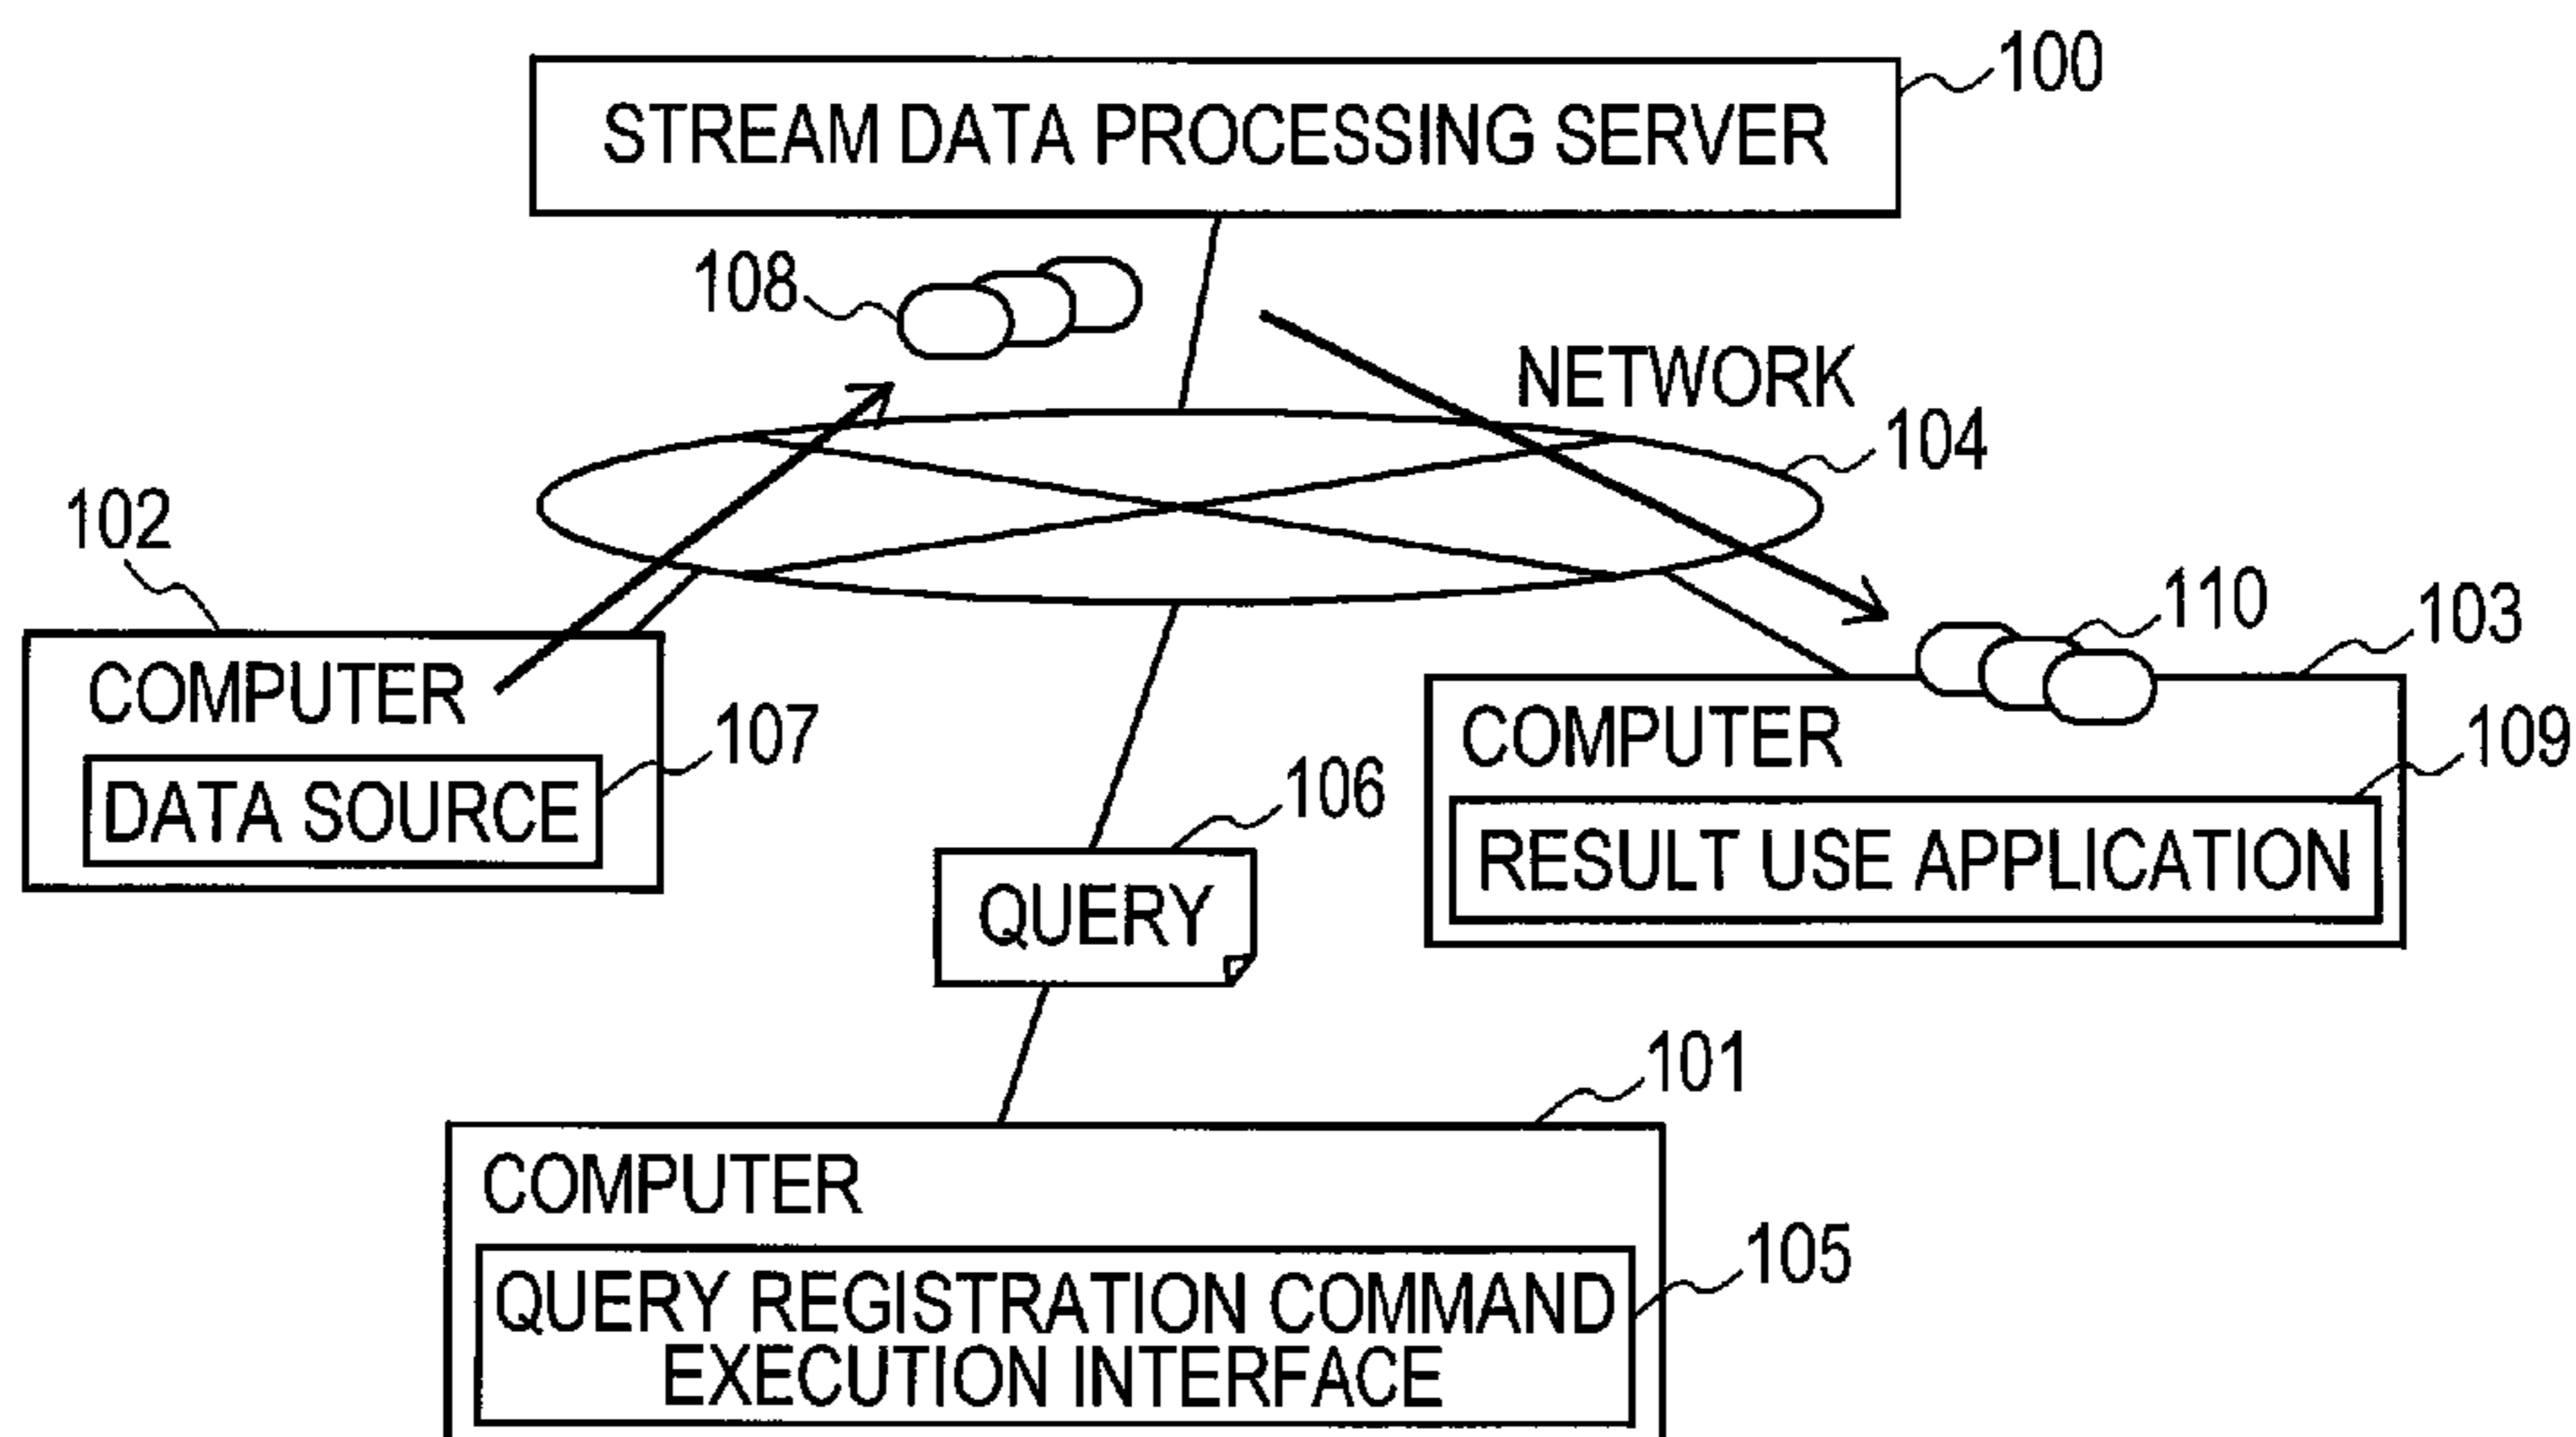 100
STREAM DATA PROCESSING SERVER
108
NETWORK
104
102
110
103
COMPUTER
107
DATA SOURCE
COMPUTER
109
RESULT USE APPLICATION
106
QUERY
101
COMPUTER
105
QUERY REGISTRATION COMMAND
EXECUTION INTERFACE